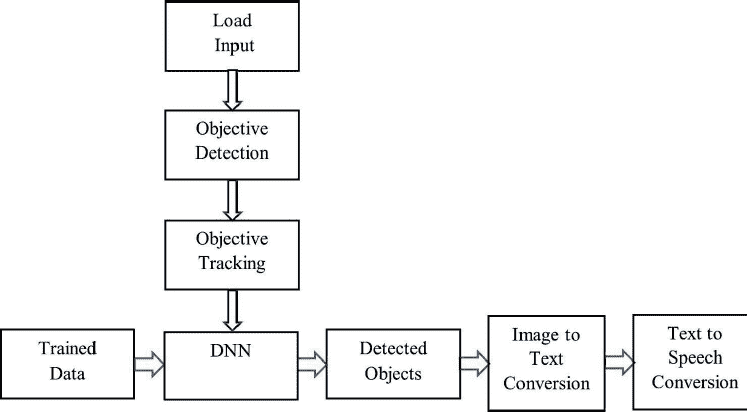 Load
Input
Objective
Detection
Objective
Tracking
Trained
Data
DNN
Detected
Objects
Image to
Text
Conversion
Text to
Speech
Conversion